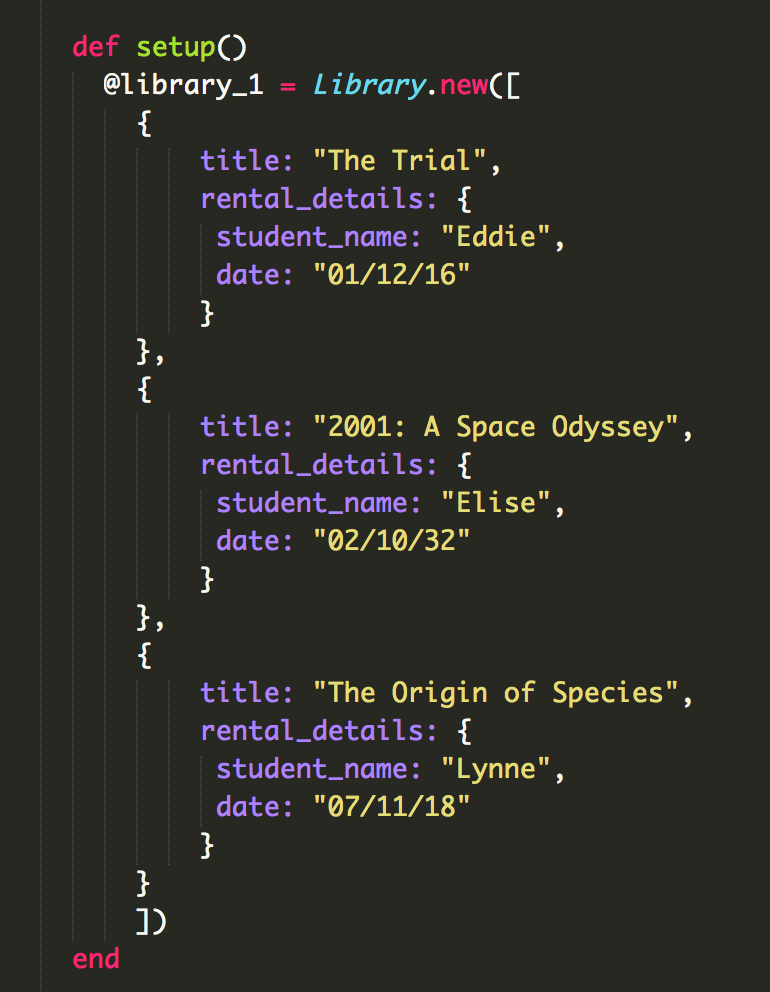 def setup()
  @library_1 = Library.new([
    {
        title: "The Trial",
        rental_details: {
         student_name: "Eddie",
         date: "01/12/16"
        }
    },
    {
        title: "2001: A Space Odyssey",
        rental_details: {
         student_name: "Elise",
         date: "02/10/32"
        }
    },
    {
        title: "The Origin of Species",
        rental_details: {
         student_name: "Lynne",
         date: "07/11/18"
        }
    }
    ])
end